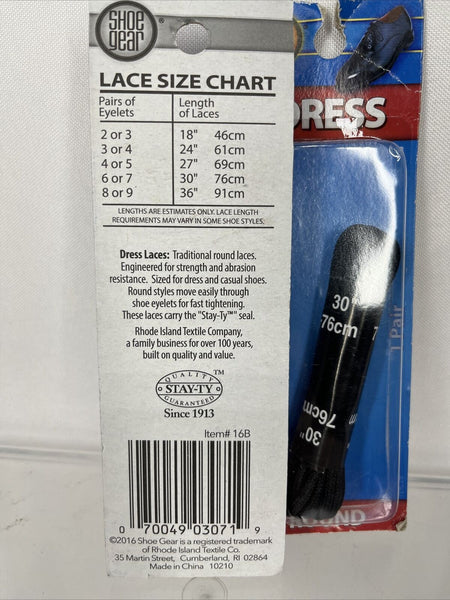 SHOE
gear®
LACE SIZE CHART
Pairs of Eyelets Length of Laces
2 or 3 18" 46cm
3 or 4 24" 61cm
4 or 5 27" 69cm
6 or 7 30" 76cm
8 or 9 36" 91cm
LENGTHS ARE ESTIMATES ONLY. LACE LENGTH
REQUIREMENTS MAY VARY IN SOME SHOE STYLES.
Dress Laces: Traditional round laces.
Engineered for strength and abrasion
resistance. Sized for dress and casual shoes.
Round styles move easily through
shoe eyelets for fast tightening.
These laces carry the "Stay-Ty™" seal.
Rhode Island Textile Company,
a family business for over 100 years,
built on quality and value.
QUALITY
STAY-TY™
GUARANTEED
Since 1913
Item# 16B
0 70049 03071 9
©2016 Shoe Gear is a registered trademark
of Rhode Island Textile Co.
35 Martin Street, Cumberland, RI 02864
Made in China 10210
DRESS
30"
76cm
1 Pair
76cm
30"
ROUND